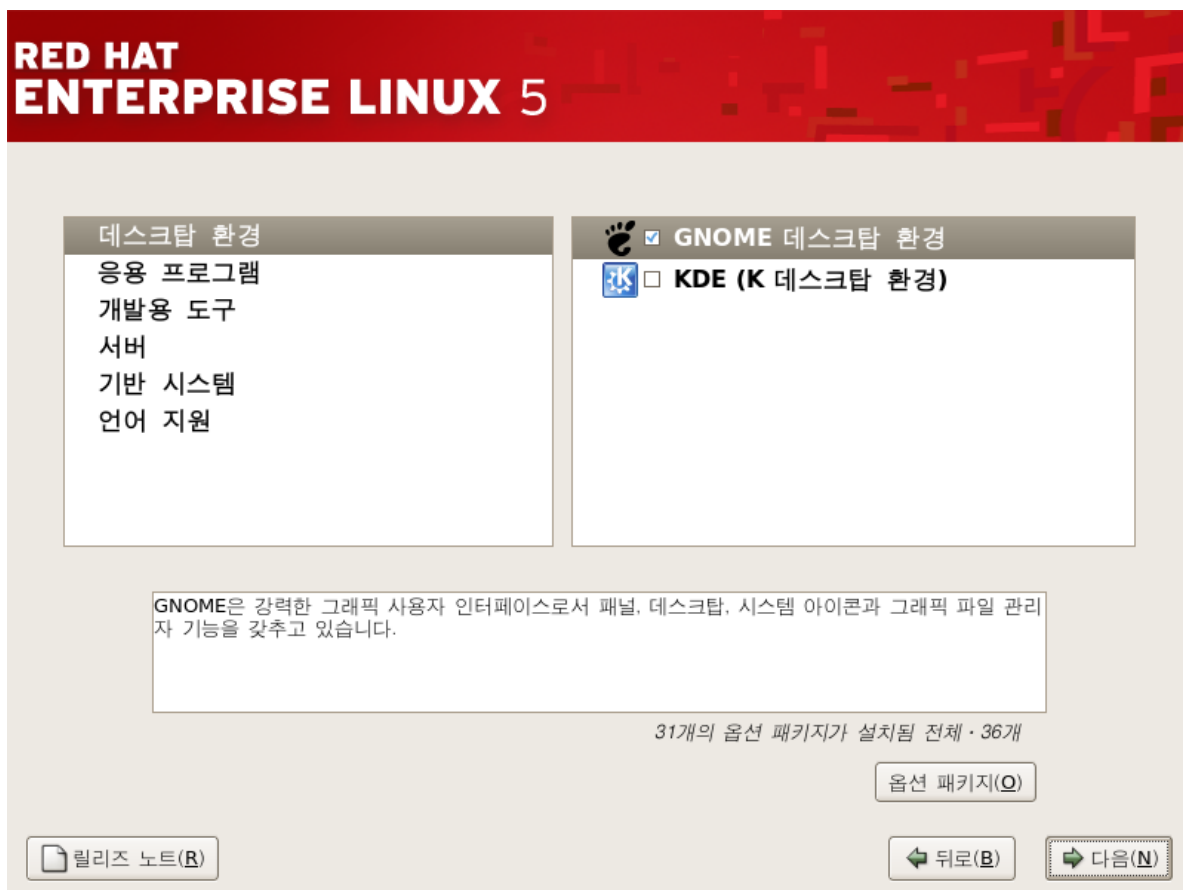 RED HAT
ENTERPRISE LINUX 5
데스크탑 환경
응용 프로그램
개발용 도구
서버
기반 시스템
언어 지원
GNOME 데스크탑 환경
KDE (K 데스크탑 환경)
GNOME은 강력한 그래픽 사용자 인터페이스로서 패널, 데스크탑, 시스템 아이콘과 그래픽 파일 관리
자 기능을 갖추고 있습니다.
31개의 옵션 패키지가 설치됨 전체 · 36개
옵션 패키지(O)
릴리즈 노트(R)
뒤로(B)
다음(N)